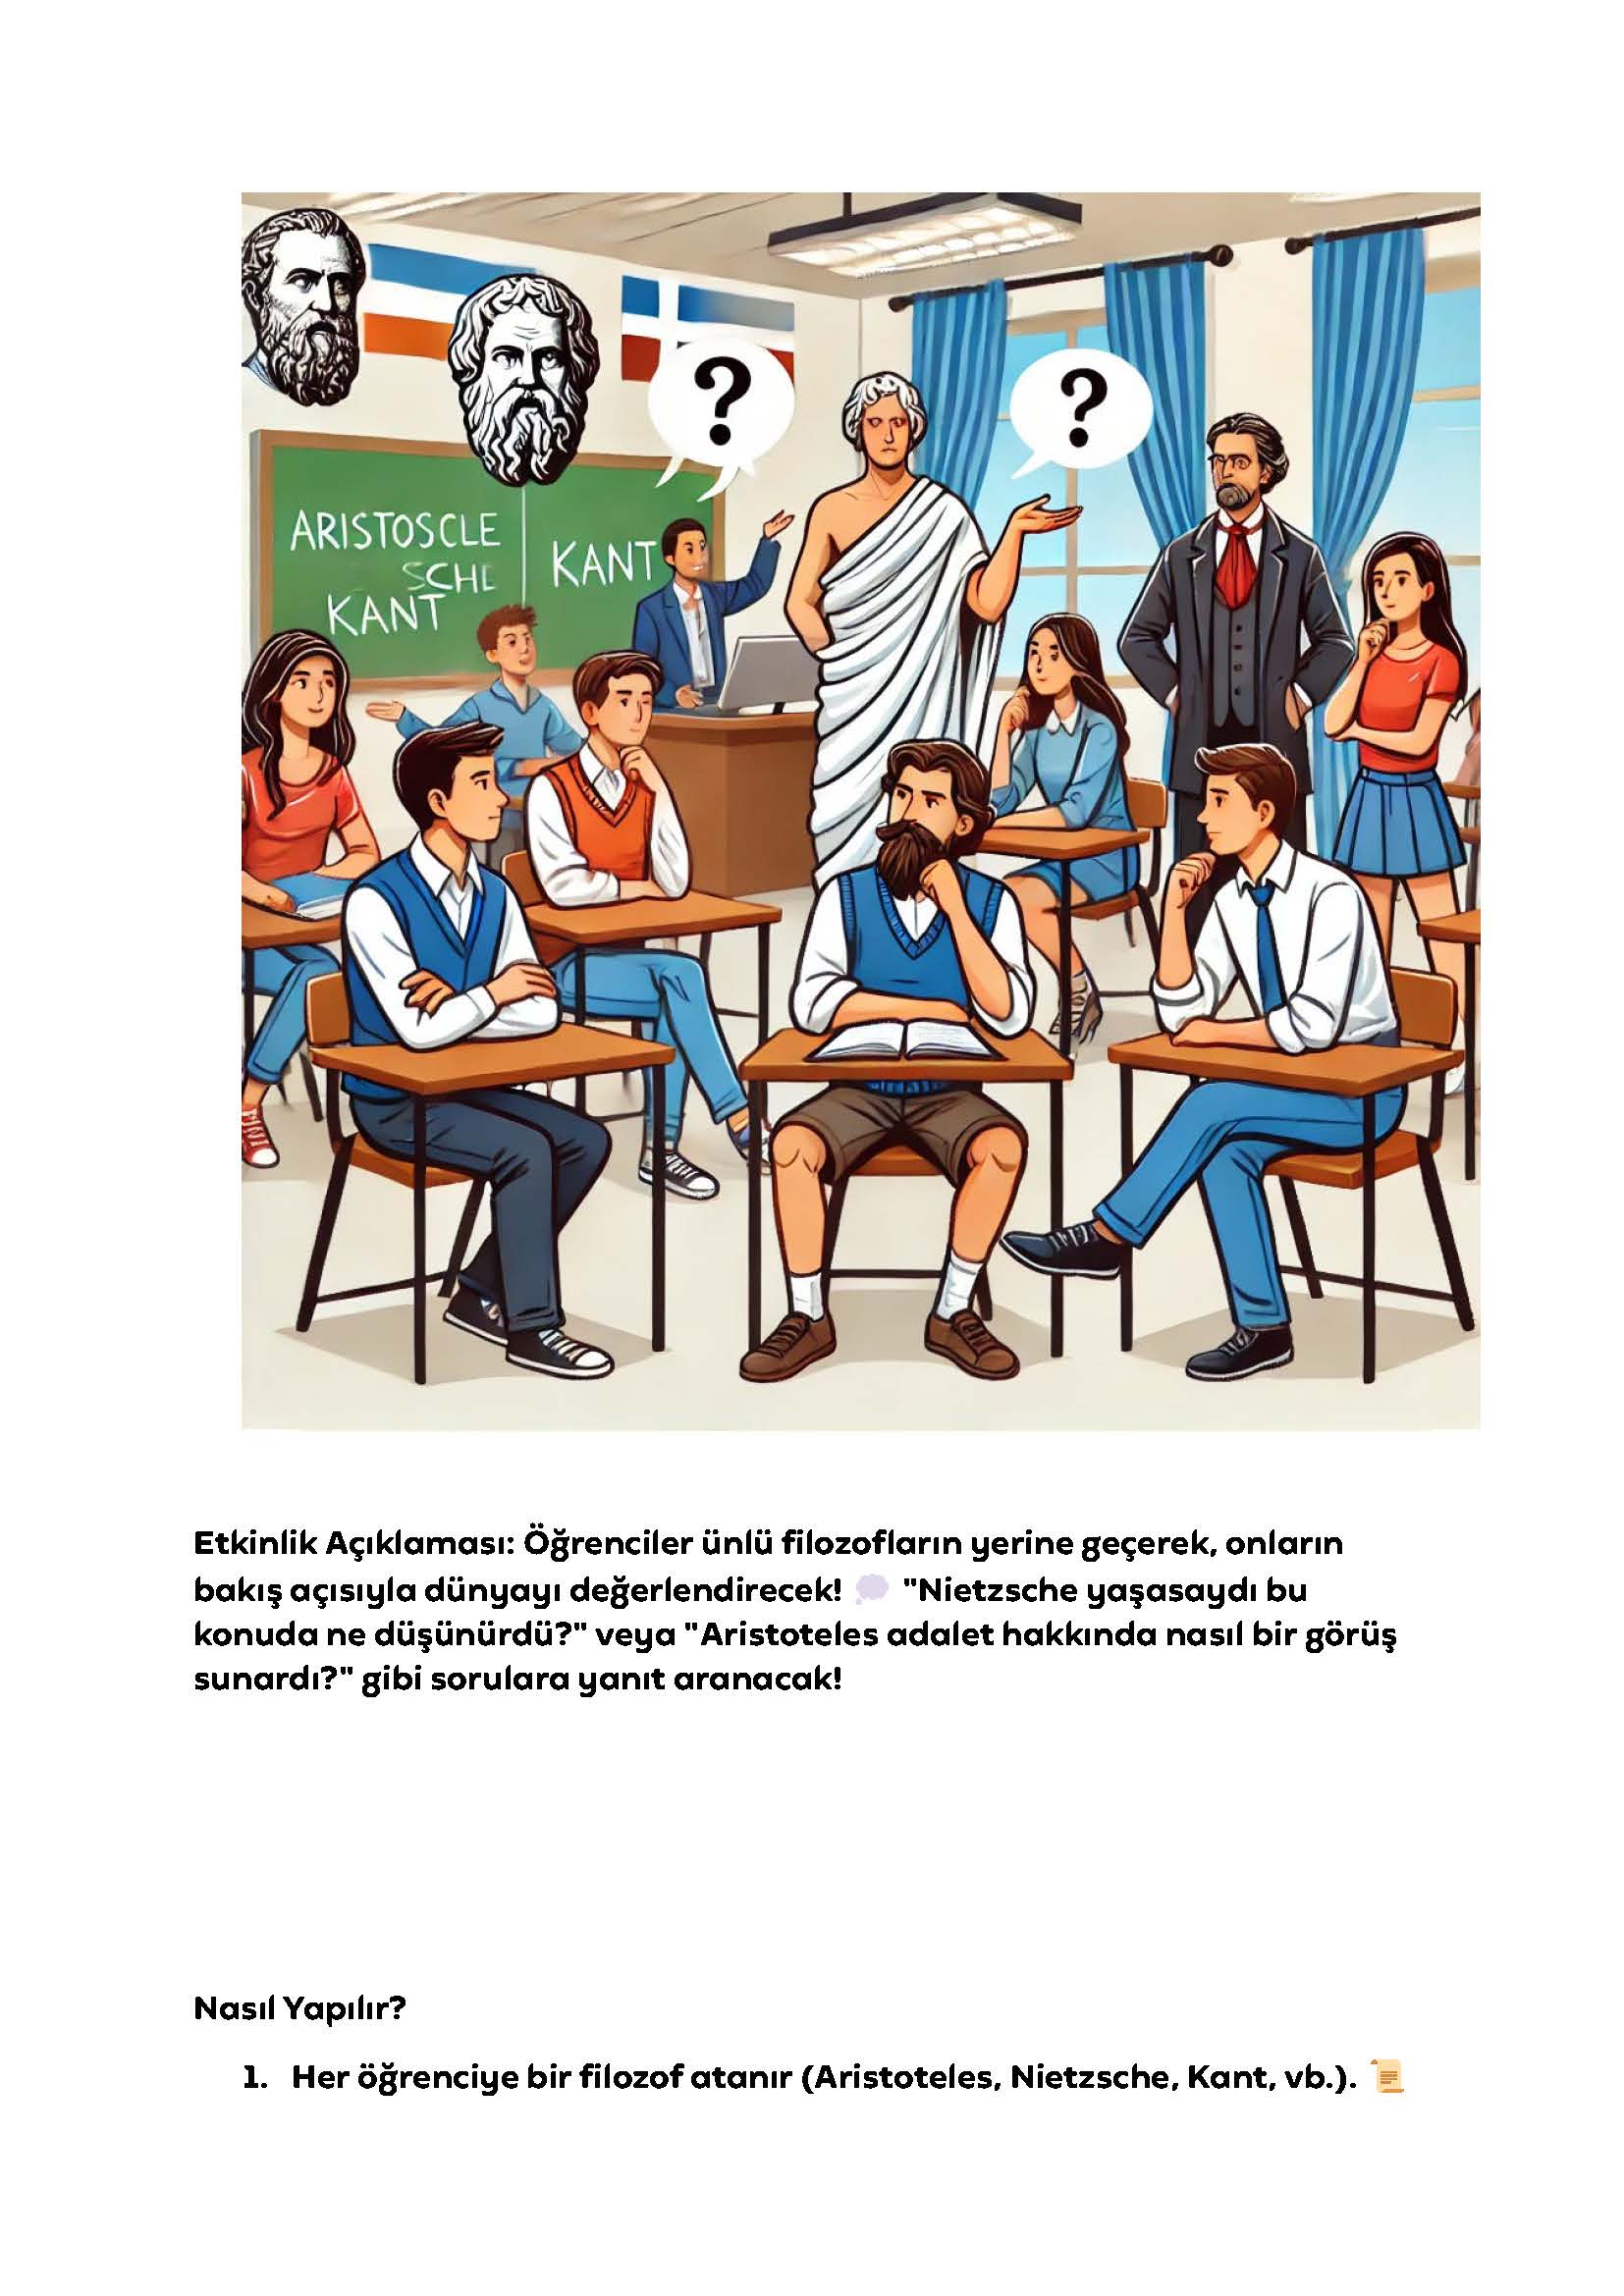 ARISTOSCLE
SCHE
KANT
KANT
?
?
Etkinlik Açıklaması: Öğrenciler ünlü filozofların yerine geçerek, onların
bakış açısıyla dünyayı değerlendirecek! 💭 "Nietzsche yaşasaydı bu
konuda ne düşünürdü?" veya "Aristoteles adalet hakkında nasıl bir görüş
sunardı?" gibi sorulara yanıt aranacak!
Nasıl Yapılır?
1. Her öğrenciye bir filozof atanır (Aristoteles, Nietzsche, Kant, vb.). 📜